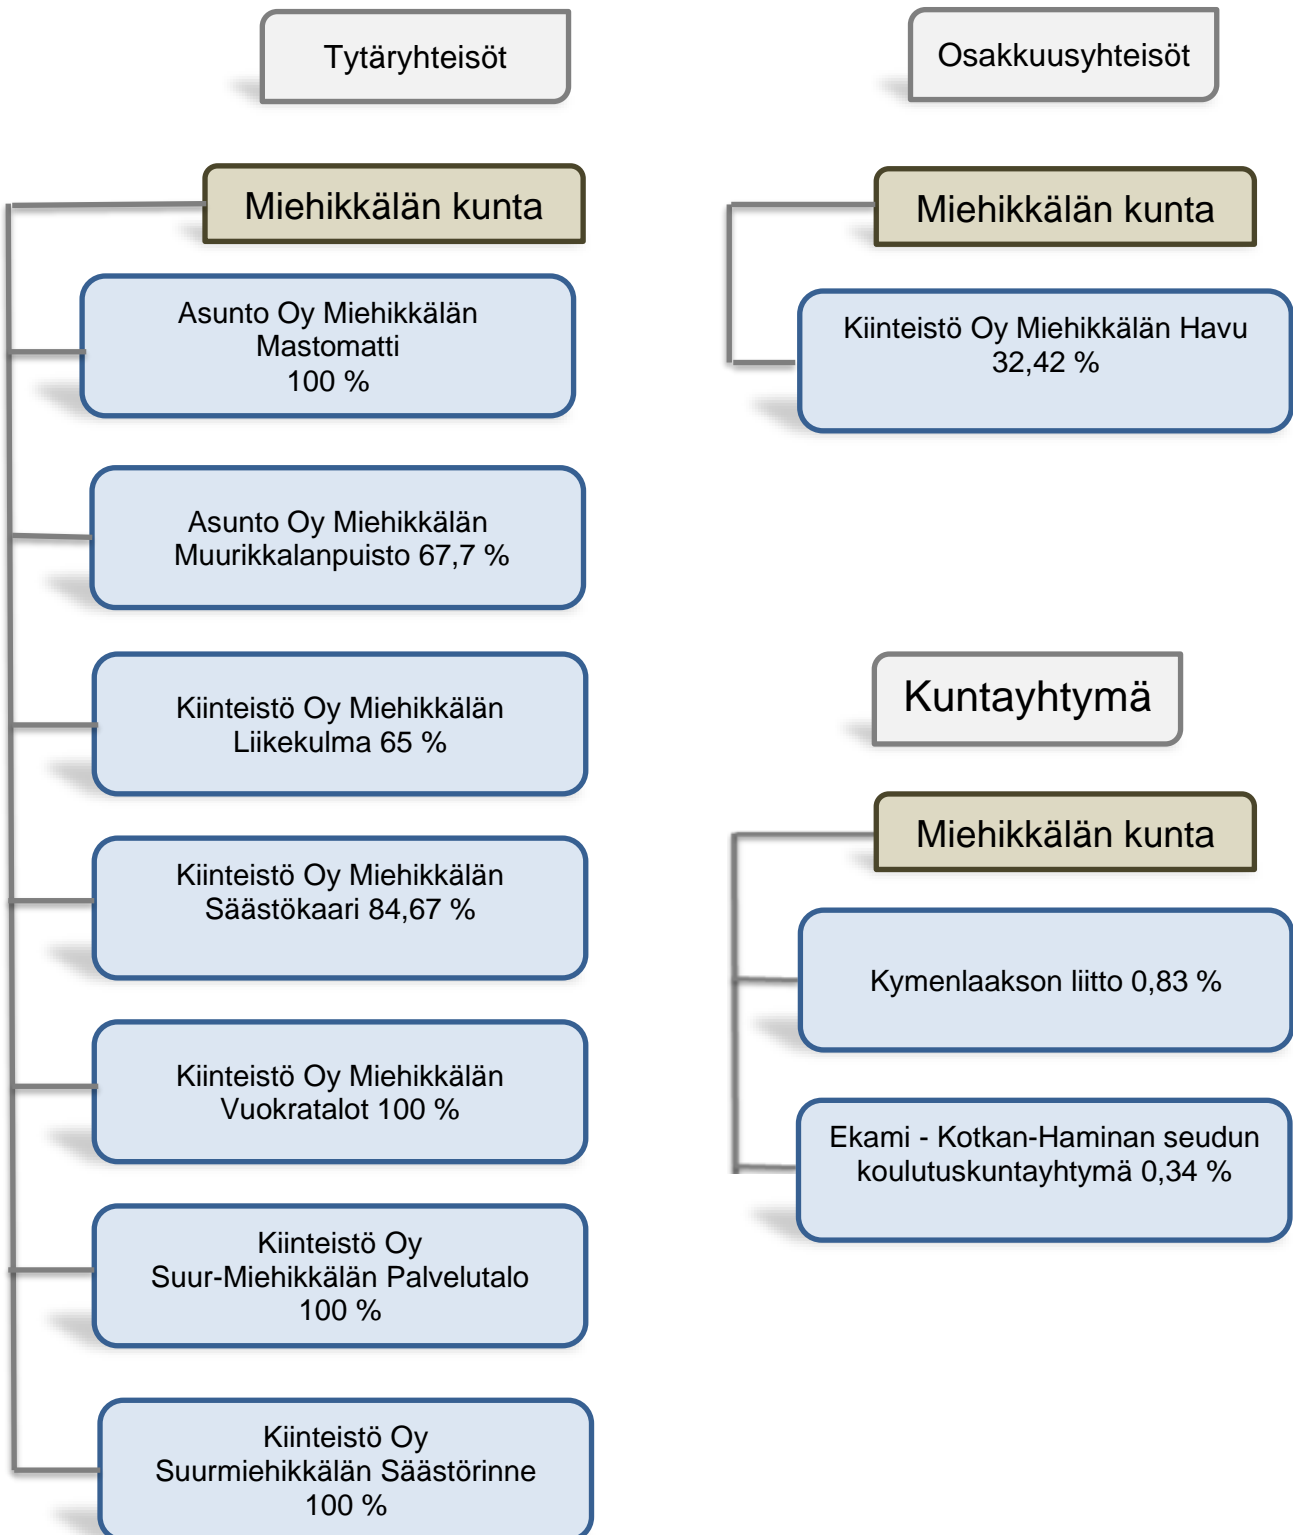 Tytäryhteisöt
Miehikkälän kunta
Asunto Oy Miehikkälän
Mastomatti
100 %
Asunto Oy Miehikkälän
Muurikkalanpuisto 67,7 %
Kiinteistö Oy Miehikkälän
Liikekulma 65 %
Kiinteistö Oy Miehikkälän
Säästökaari 84,67 %
Kiinteistö Oy Miehikkälän
Vuokratalot 100 %
Kiinteistö Oy
Suur-Miehikkälän Palvelutalo
100 %
Kiinteistö Oy
Suurmiehikkälän Säästörinne
100 %
Osakkuusyhteisöt
Miehikkälän kunta
Kiinteistö Oy Miehikkälän Havu
32,42 %
Kuntayhtymä
Miehikkälän kunta
Kymenlaakson liitto 0,83 %
Ekami - Kotkan-Haminan seudun
koulutuskuntayhtymä 0,34 %